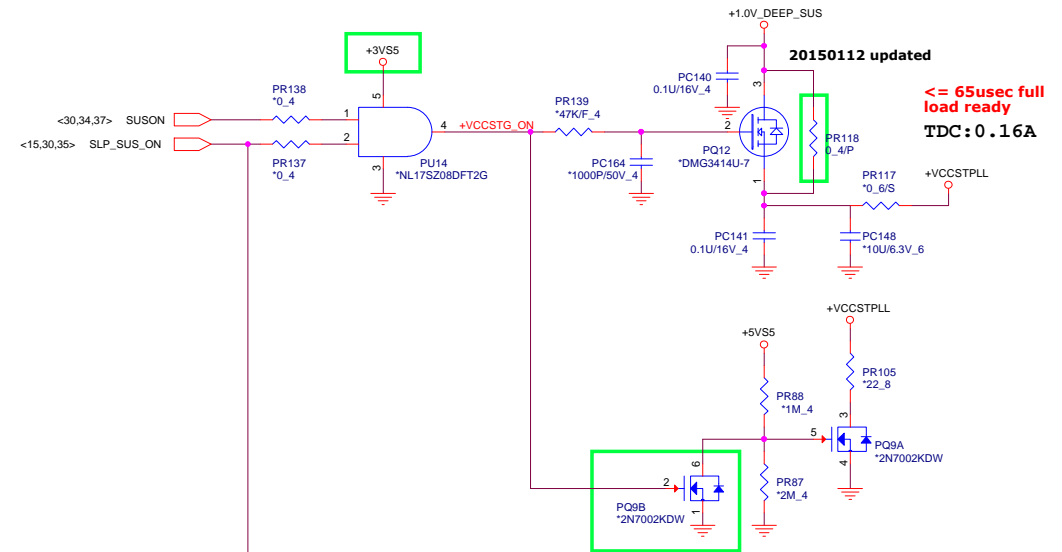 +1.0V_DEEP_SUS
20150112 updated
+3VS5
PC140
0.1U/16V_4
3
<= 65usec full
load ready
TDC:0.16A
PR138
*0_4
5
<30,34,37> SUSON
1
4
+VCCSTG_ON
PR139
*47K/F_4
2
PR118
0_4/P
<15,30,35> SLP_SUS_ON
2
PR137
*0_4
3
PU14
*NL17SZ08DFT2G
PC164
*1000P/50V_4
PQ12
*DMG3414U-7
1
PR117
*0_6/S
+VCCSTPLL
PC141
0.1U/16V_4
PC148
*10U/6.3V_6
+VCCSTPLL
+5VS5
PR105
*22_8
PR88
*1M_4
3
5
PQ9A
*2N7002KDW
4
6
2
PQ9B
*2N7002KDW
1
PR87
*2M_4